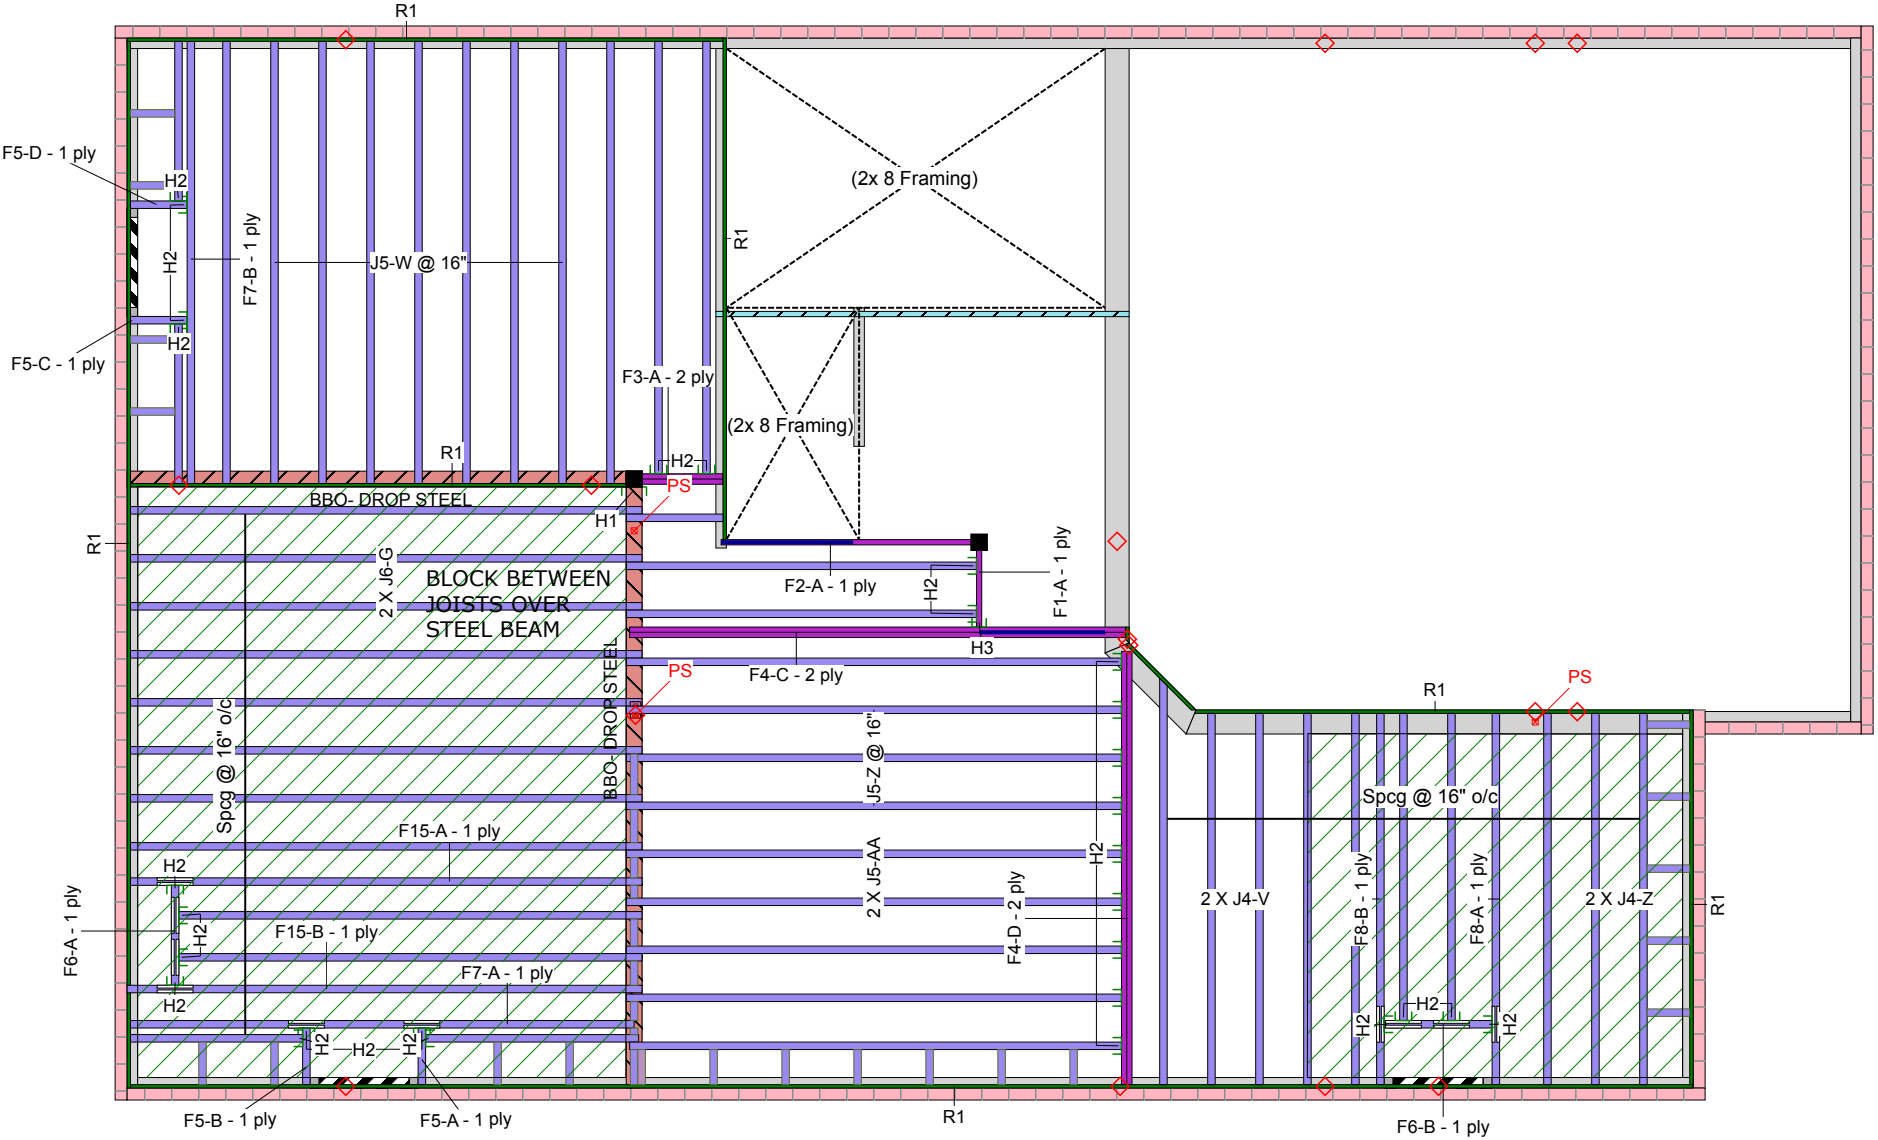 R1
F5-D - 1 ply
H2
(2x 8 Framing)
F7-B - 1 ply
R1
H2
J5-W @ 16"
H2
F5-C - 1 ply
F3-A - 2 ply
(2x 8 Framing)
R1
H2
PS
BBO- DROP STEEL
H1
R1
2 X J6-G
BLOCK BETWEEN
JOISTS OVER
STEEL BEAM
F2-A - 1 ply
H2
F1-A - 1 ply
H3
F4-C - 2 ply
PS
BBO- DROP STEEL
PS
R1
Spcg @ 16" o/c
J5-Z @ 16"
Spcg @ 16" o/c
F15-A - 1 ply
H2
2 X J5-AA
H2
F4-D - 2 ply
2 X J4-V
F8-B - 1 ply
F8-A - 1 ply
2 X J4-Z
R1
F6-A - 1 ply
H2
F15-B - 1 ply
F7-A - 1 ply
H2
H2
H2
H2
H2
H2
H2
F5-B - 1 ply
F5-A - 1 ply
R1
F6-B - 1 ply